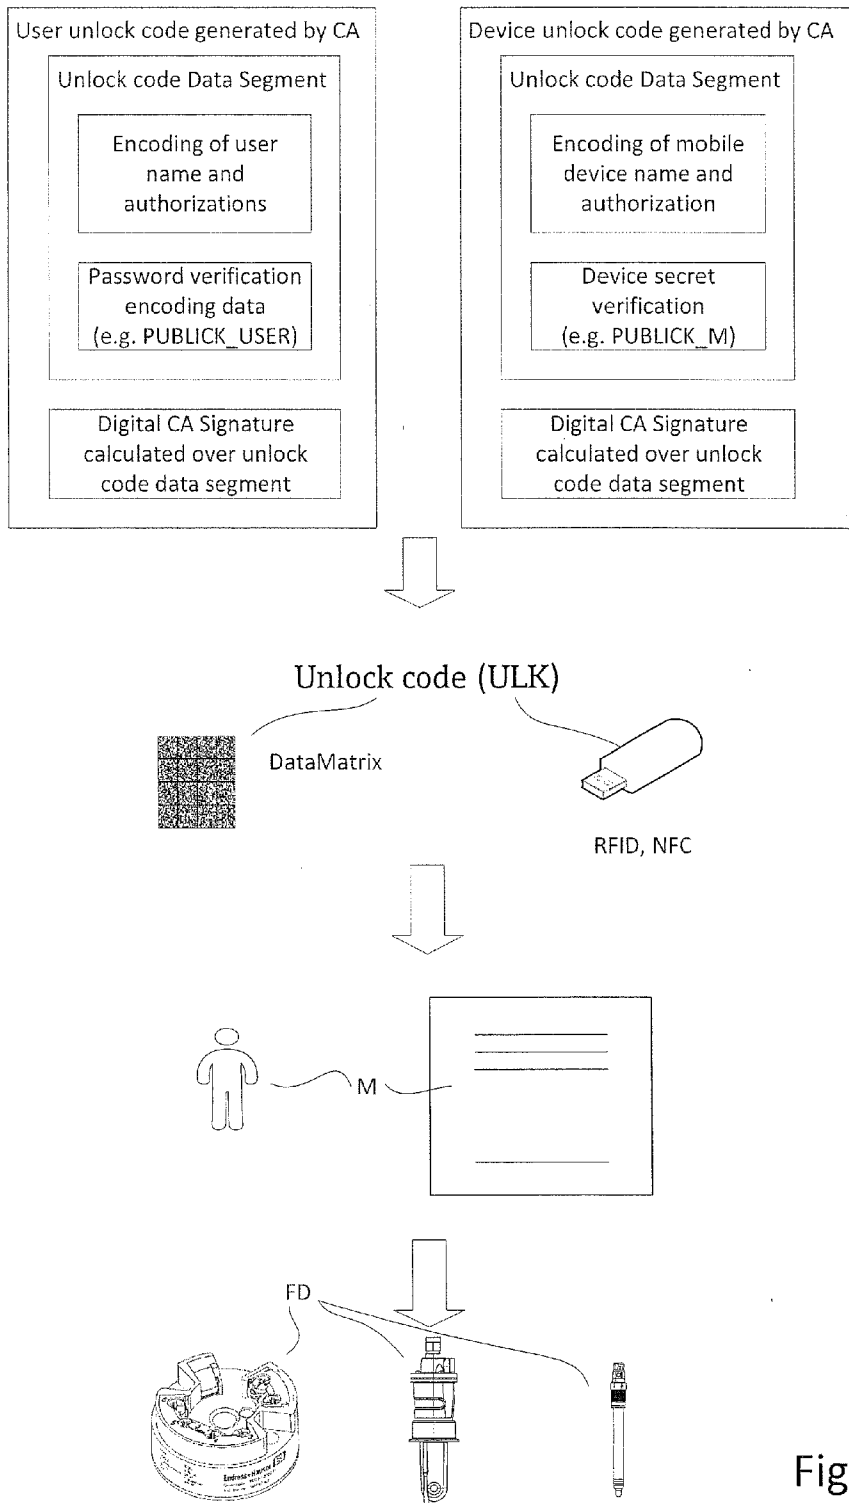 User unlock code generated by CA
Unlock code Data Segment
Encoding of user
name and
authorizations
Password verification
encoding data
(e.g. PUBLICK_USER)
Digital CA Signature
calculated over unlock
code data segment
Device unlock code generated by CA
Unlock code Data Segment
Encoding of mobile
device name and
authorization
Device secret
verification
(e.g. PUBLICK_M)
Digital CA Signature
calculated over unlock
code data segment
Unlock code (ULK)
DataMatrix
RFID, NFC
M
FD
Endress+Hauser
Fig